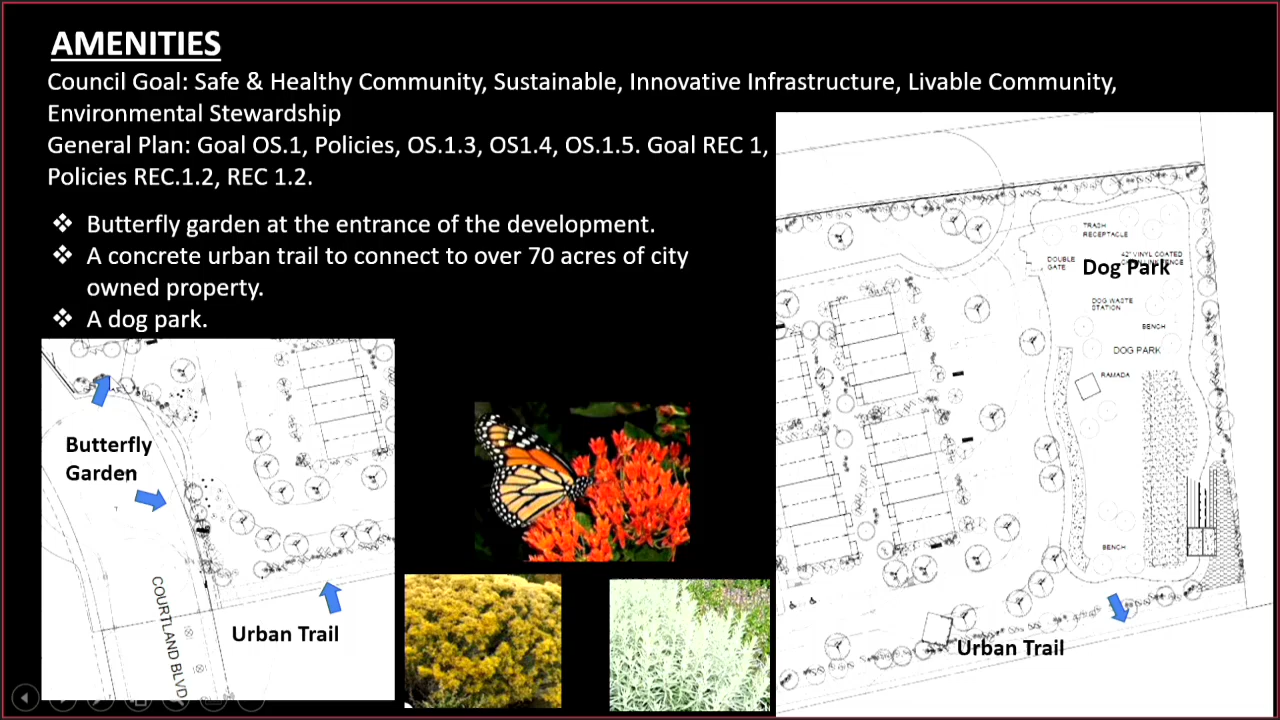 AMENITIES
Council Goal: Safe & Healthy Community, Sustainable, Innovative Infrastructure, Livable Community,
Environmental Stewardship
General Plan: Goal OS.1, Policies, OS.1.3, OS1.4, OS.1.5. Goal REC 1,
Policies REC.1.2, REC 1.2.
❖ Butterfly garden at the entrance of the development.
❖ A concrete urban trail to connect to over 70 acres of city
owned property.
❖ A dog park.
Butterfly
Garden
COURTLAND BLVD
Urban Trail
TRASH
RECEPTACLE
DOUBLE
GATE
42" VINYL COATED
Dog Park
DOG WASTE
STATION
BENCH
DOG PARK
RAMADA
BENCH
Urban Trail